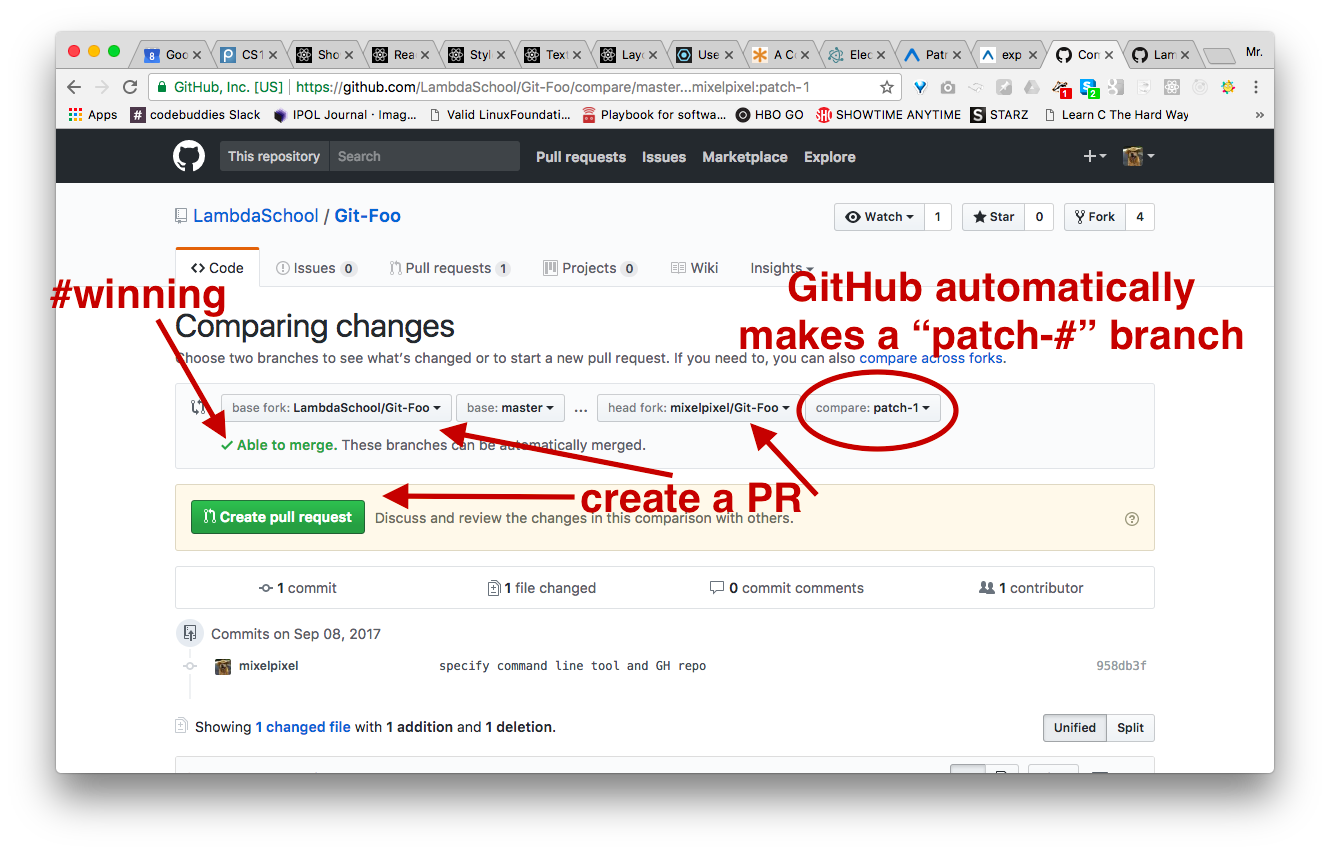 8 Goo CS1 Sho Rea Styl Text Layo Use A Co Elec Patr exp Con Lam Mr.
GitHub, Inc. [US] https://github.com/LambdaSchool/Git-Foo/compare/master...mixelpixel:patch-1 1 2
Apps # codebuddies Slack IPOL Journal · Imag... Valid LinuxFoundati... Playbook for softwa... HBO GO SHO SHOWTIME ANYTIME S STARZ Learn C The Hard Way »
This repository Search Pull requests Issues Marketplace Explore
LambdaSchool / Git-Foo Watch 1 Star 0 Fork 4
Code Issues 0 Pull requests 1 Projects 0 Wiki Insights
#winning
GitHub automatically
makes a “patch-#” branch
Comparing changes
Choose two branches to see what’s changed or to start a new pull request. If you need to, you can also compare across forks.
base fork: LambdaSchool/Git-Foo base: master ... head fork: mixelpixel/Git-Foo compare: patch-1
Able to merge. These branches can be automatically merged.
create a PR
Create pull request Discuss and review the changes in this comparison with others.
1 commit 1 file changed 0 commit comments 1 contributor
Commits on Sep 08, 2017
mixelpixel specify command line tool and GH repo 958db3f
Showing 1 changed file with 1 addition and 1 deletion. Unified Split